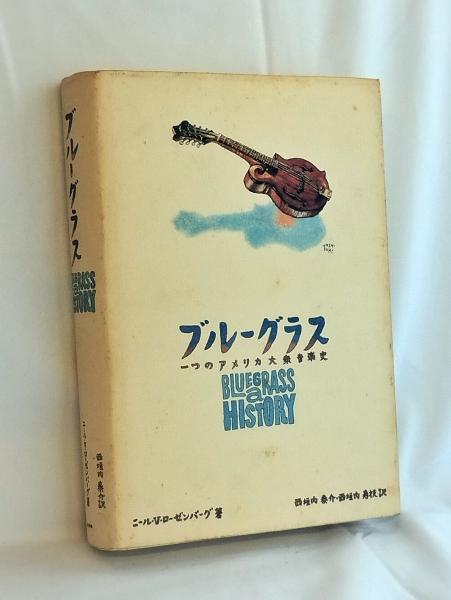 ブルーグラス
BLUEGRASS
a
HISTORY
ニール・V・ローゼンバーグ 著
西垣内 泰介 訳
ブルーグラス
一つのアメリカ大衆音楽史
BLUEGRASS
a
HISTORY
ニール・V・ローゼンバーグ 著
西垣内 泰介・西垣内 寿枝 訳